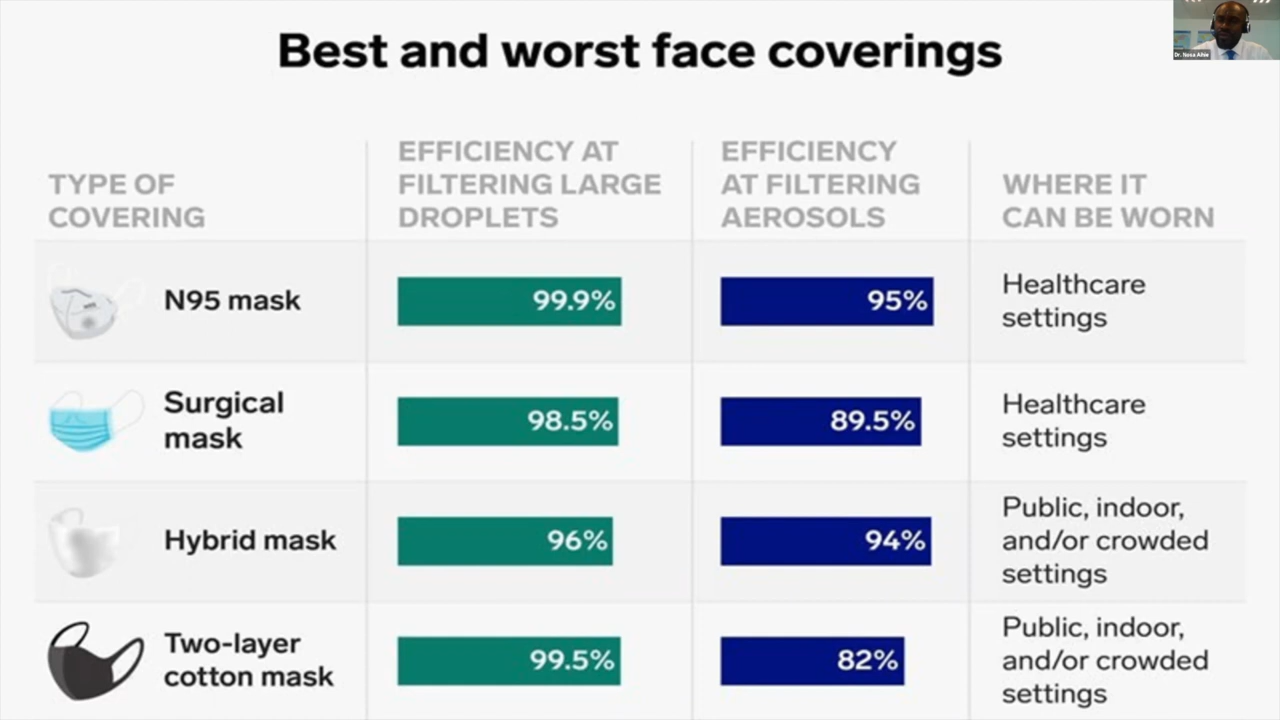 Best and worst face coverings
Dr. Nosa Aihie
TYPE OF
COVERING
EFFICIENCY AT
FILTERING LARGE
DROPLETS
EFFICIENCY
AT FILTERING
AEROSOLS
WHERE IT
CAN BE WORN
N95 mask
99.9%
95%
Healthcare
settings
Surgical
mask
98.5%
89.5%
Healthcare
settings
Hybrid mask
96%
94%
Public, indoor,
and/or crowded
settings
Two-layer
cotton mask
99.5%
82%
Public, indoor,
and/or crowded
settings